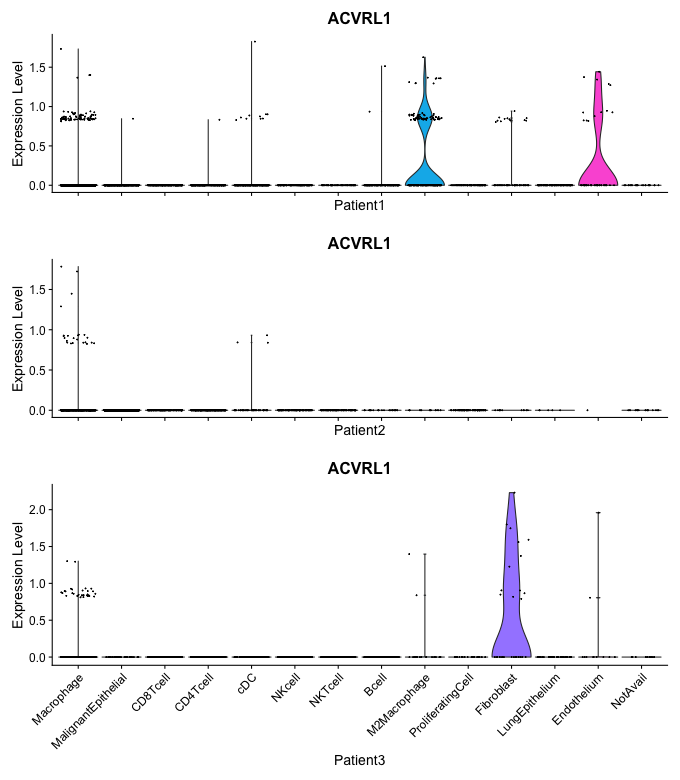 ACVRL1
Expression Level
1.5
1.0
0.5
0.0
Patient1
ACVRL1
Expression Level
1.5
1.0
0.5
0.0
Patient2
ACVRL1
Expression Level
2.0
1.5
1.0
0.5
0.0
Macrophage
MalignantEpithelial
CD8Tcell
CD4Tcell
cDC
NKcell
NKTcell
Bcell
M2Macrophage
ProliferatingCell
Fibroblast
LungEpithelium
Endothelium
NotAvail
Patient3